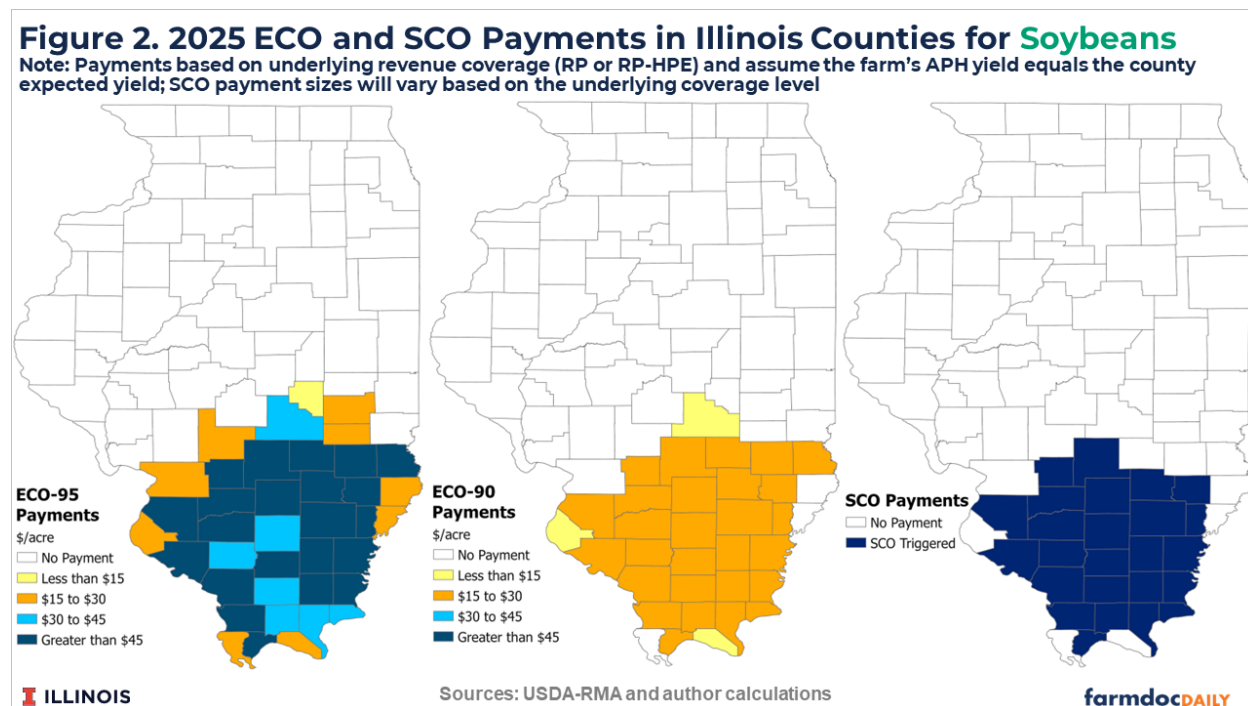 Figure 2. 2025 ECO and SCO Payments in Illinois Counties for Soybeans
Note: Payments based on underlying revenue coverage (RP or RP-HPE) and assume the farm's APH yield equals the county
expected yield; SCO payment sizes will vary based on the underlying coverage level
ECO-95
Payments
$/acre
No Payment
Less than $15
$15 to $30
$30 to $45
Greater than $45
ECO-90
Payments
$/acre
No Payment
Less than $15
$15 to $30
$30 to $45
Greater than $45
SCO Payments
No Payment
SCO Triggered
I ILLINOIS
Sources: USDA-RMA and author calculations
farmdocDAILY